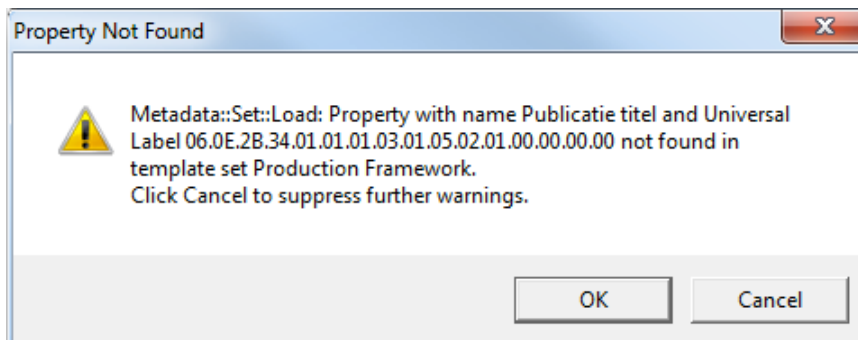 Property Not Found
Metadata::Set::Load: Property with name Publicatie titel and Universal
Label 06.0E.2B.34.01.01.01.03.01.05.02.01.00.00.00.00 not found in
template set Production Framework.
Click Cancel to suppress further warnings.
OK
Cancel